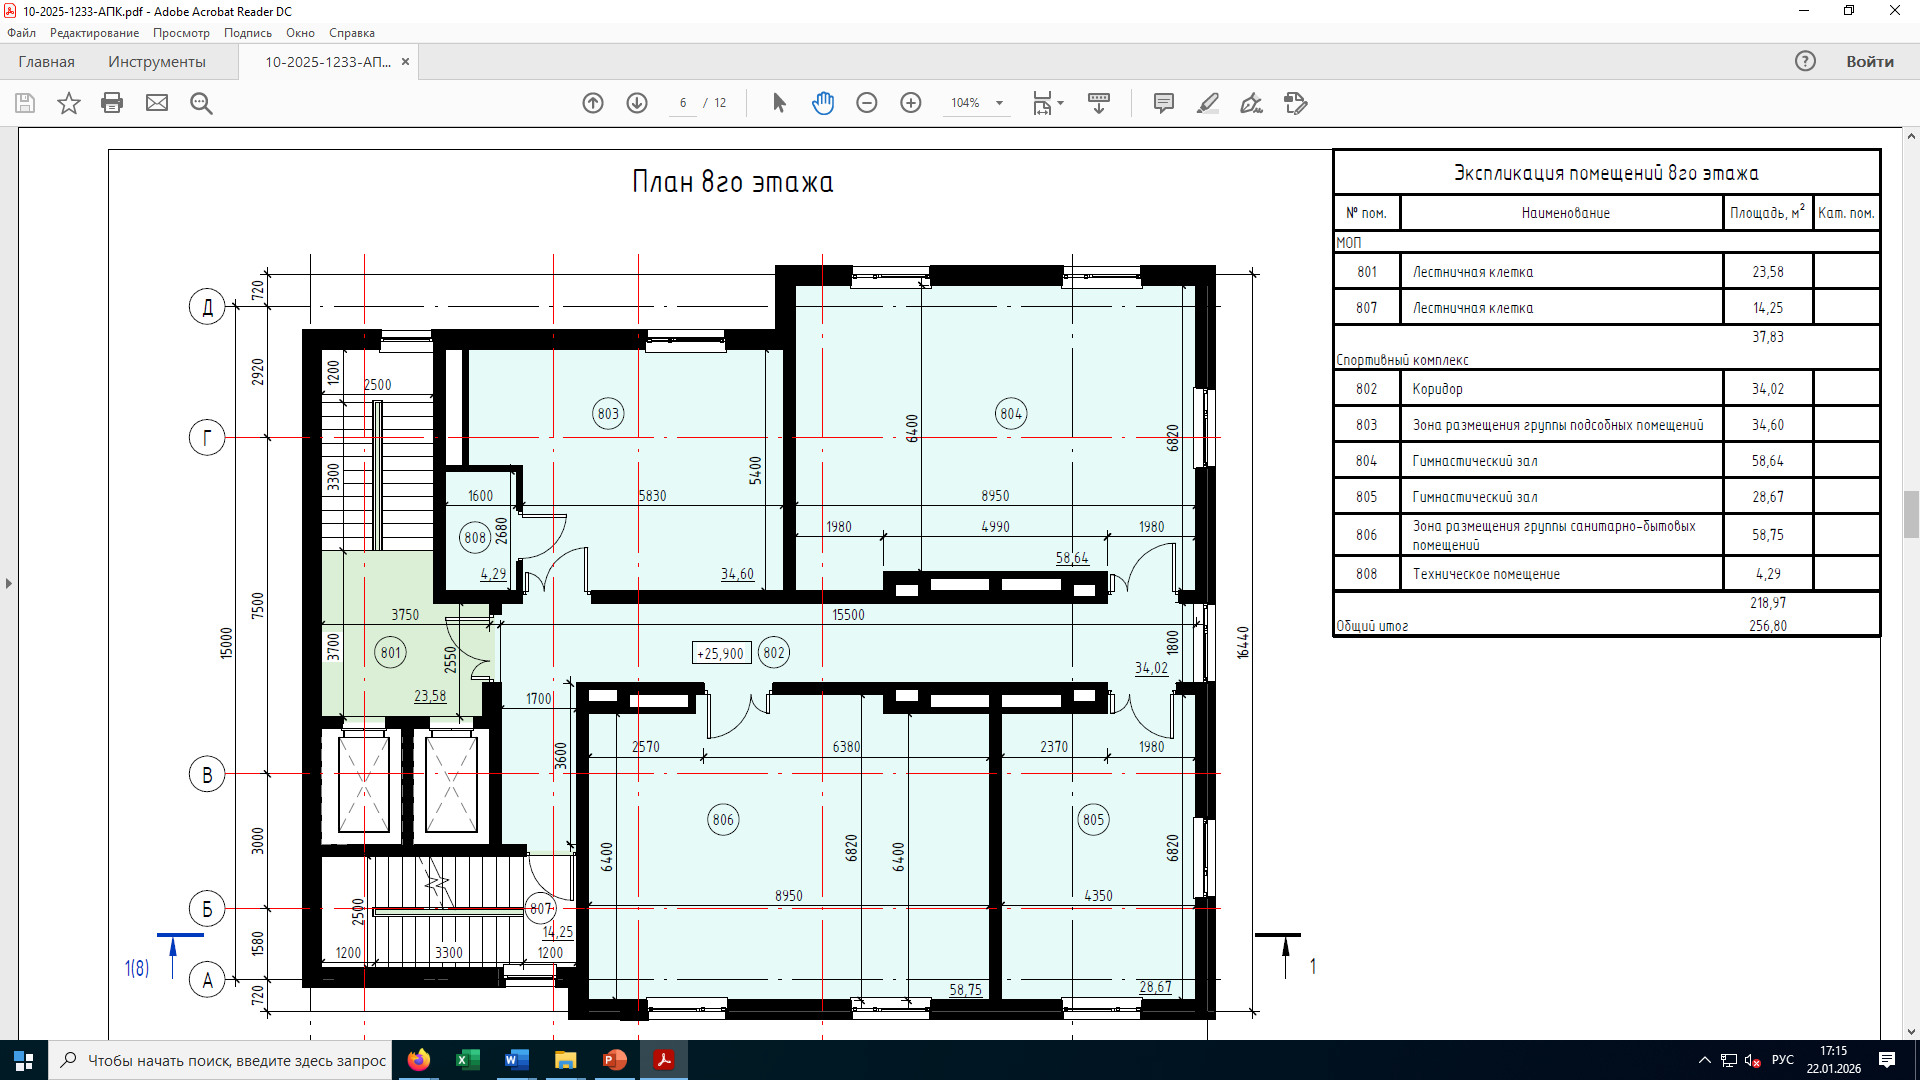 10-2025-1233-АПК.pdf - Adobe Acrobat Reader DC
Файл Редактирование Просмотр Подпись Окно Справка
Главная Инструменты 10-2025-1233-АП... × Войти
6 / 12 104%
План 8го этажа
Экспликация помещений 8го этажа
№ пом. Наименование Площадь, м² Кат. пом.
МОП
801 Лестничная клетка 23,58
807 Лестничная клетка 14,25
37,83
Спортивный комплекс
802 Коридор 34,02
803 Зона размещения группы подсобных помещений 34,60
804 Гимнастический зал 58,64
805 Гимнастический зал 28,67
806 Зона размещения группы санитарно-бытовых
помещений 58,75
808 Техническое помещение 4,29
218,97
Общий итог 256,80
Д
Г
В
Б
А
720
2920
7500
3000
1580
720
15000
16440
1200
2500
3300
803
804
6400
6820
5400
1600
5830
8950
808
2680
1980
4990
1980
4,29
34,60
58,64
3750
15500
3700
801
2550
+25,900
802
1800
23,58
34,02
1700
3600
2570
6380
2370
1980
806
805
6400
6820
6400
6820
8950
4350
2500
807
14,25
1200
3300
1200
58,75
28,67
1(8)
1
Чтобы начать поиск, введите здесь запрос
РУС
17:15
22.01.2026